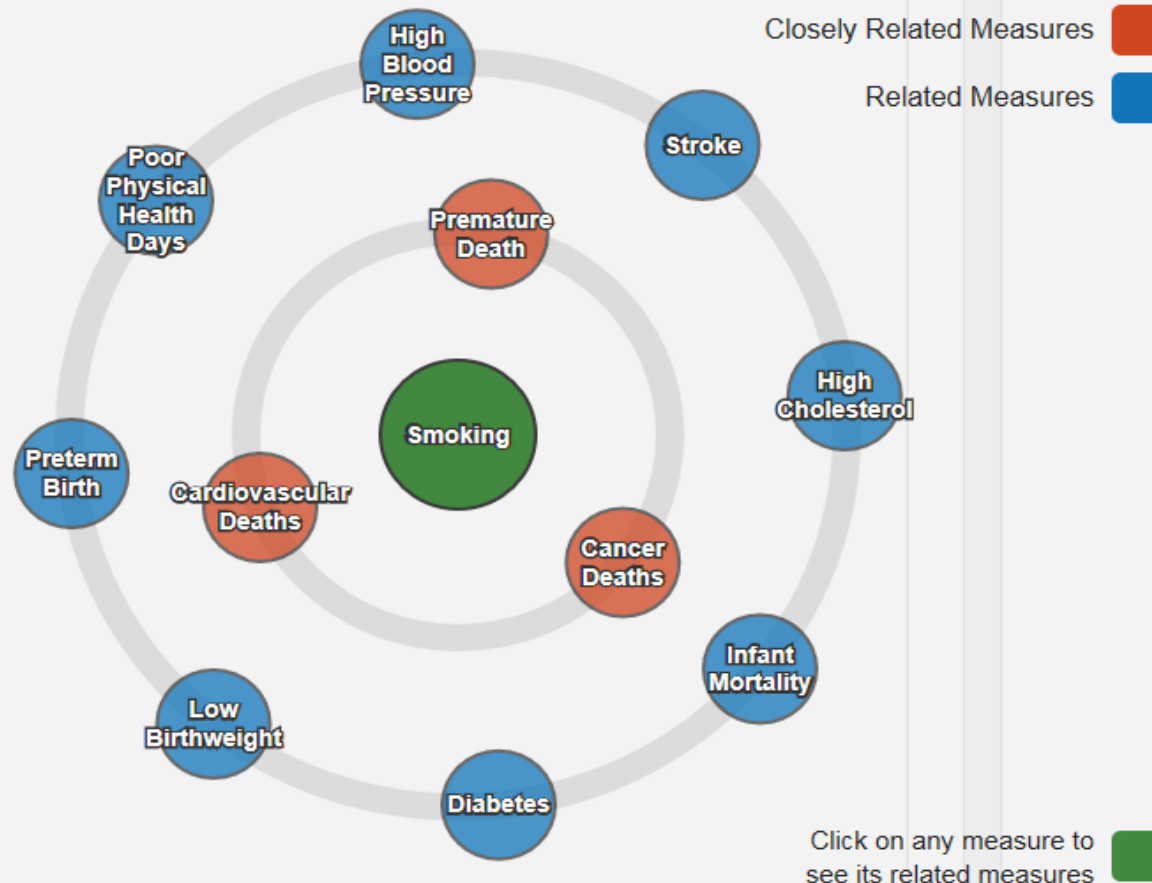 High
Blood
Pressure
Closely Related Measures
Related Measures
Stroke
Poor
Physical
Health
Days
Premature
Death
High
Cholesterol
Smoking
Preterm
Birth
Cardiovascular
Deaths
Cancer
Deaths
Infant
Mortality
Low
Birthweight
Diabetes
Click on any measure to
see its related measures